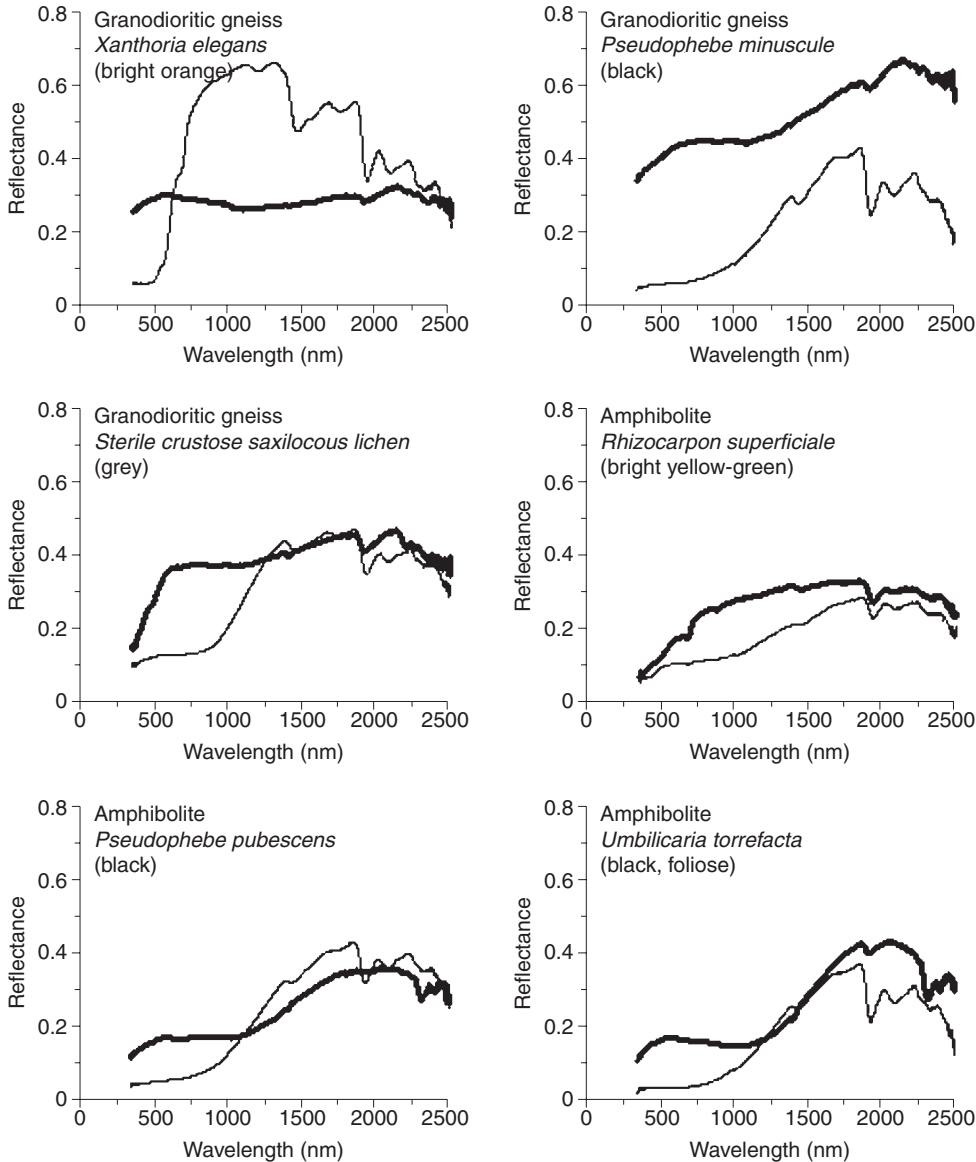 Granodioritic gneiss
Xanthoria elegans
(bright orange)
0.8
0.6
0.4
0.2
0
Reflectance
0 500 1000 1500 2000 2500
Wavelength (nm)
Granodioritic gneiss
Pseudophebe minuscule
(black)
0.8
0.6
0.4
0.2
0
Reflectance
0 500 1000 1500 2000 2500
Wavelength (nm)
Granodioritic gneiss
Sterile crustose saxilocous lichen
(grey)
0.8
0.6
0.4
0.2
0
Reflectance
0 500 1000 1500 2000 2500
Wavelength (nm)
Amphibolite
Rhizocarpon superficiale
(bright yellow-green)
0.8
0.6
0.4
0.2
0
Reflectance
0 500 1000 1500 2000 2500
Wavelength (nm)
Amphibolite
Pseudophebe pubescens
(black)
0.8
0.6
0.4
0.2
0
Reflectance
0 500 1000 1500 2000 2500
Wavelength (nm)
Amphibolite
Umbilicaria torrefacta
(black, foliose)
0.8
0.6
0.4
0.2
0
Reflectance
0 500 1000 1500 2000 2500
Wavelength (nm)